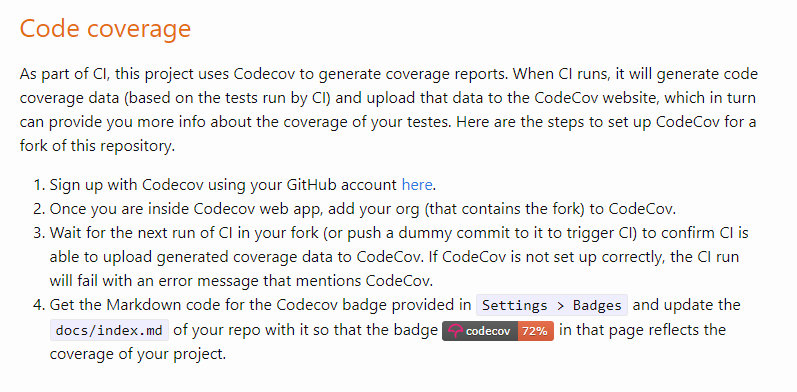 Code coverage
As part of CI, this project uses Codecov to generate coverage reports. When CI runs, it will generate code
coverage data (based on the tests run by CI) and upload that data to the CodeCov website, which in turn
can provide you more info about the coverage of your testes. Here are the steps to set up CodeCov for a
fork of this repository.
1. Sign up with Codecov using your GitHub account here.
2. Once you are inside Codecov web app, add your org (that contains the fork) to CodeCov.
3. Wait for the next run of CI in your fork (or push a dummy commit to it to trigger CI) to confirm CI is
able to upload generated coverage data to CodeCov. If CodeCov is not set up correctly, the CI run
will fail with an error message that mentions CodeCov.
4. Get the Markdown code for the Codecov badge provided in Settings > Badges and update the
docs/index.md of your repo with it so that the badge codecov 72% in that page reflects the
coverage of your project.